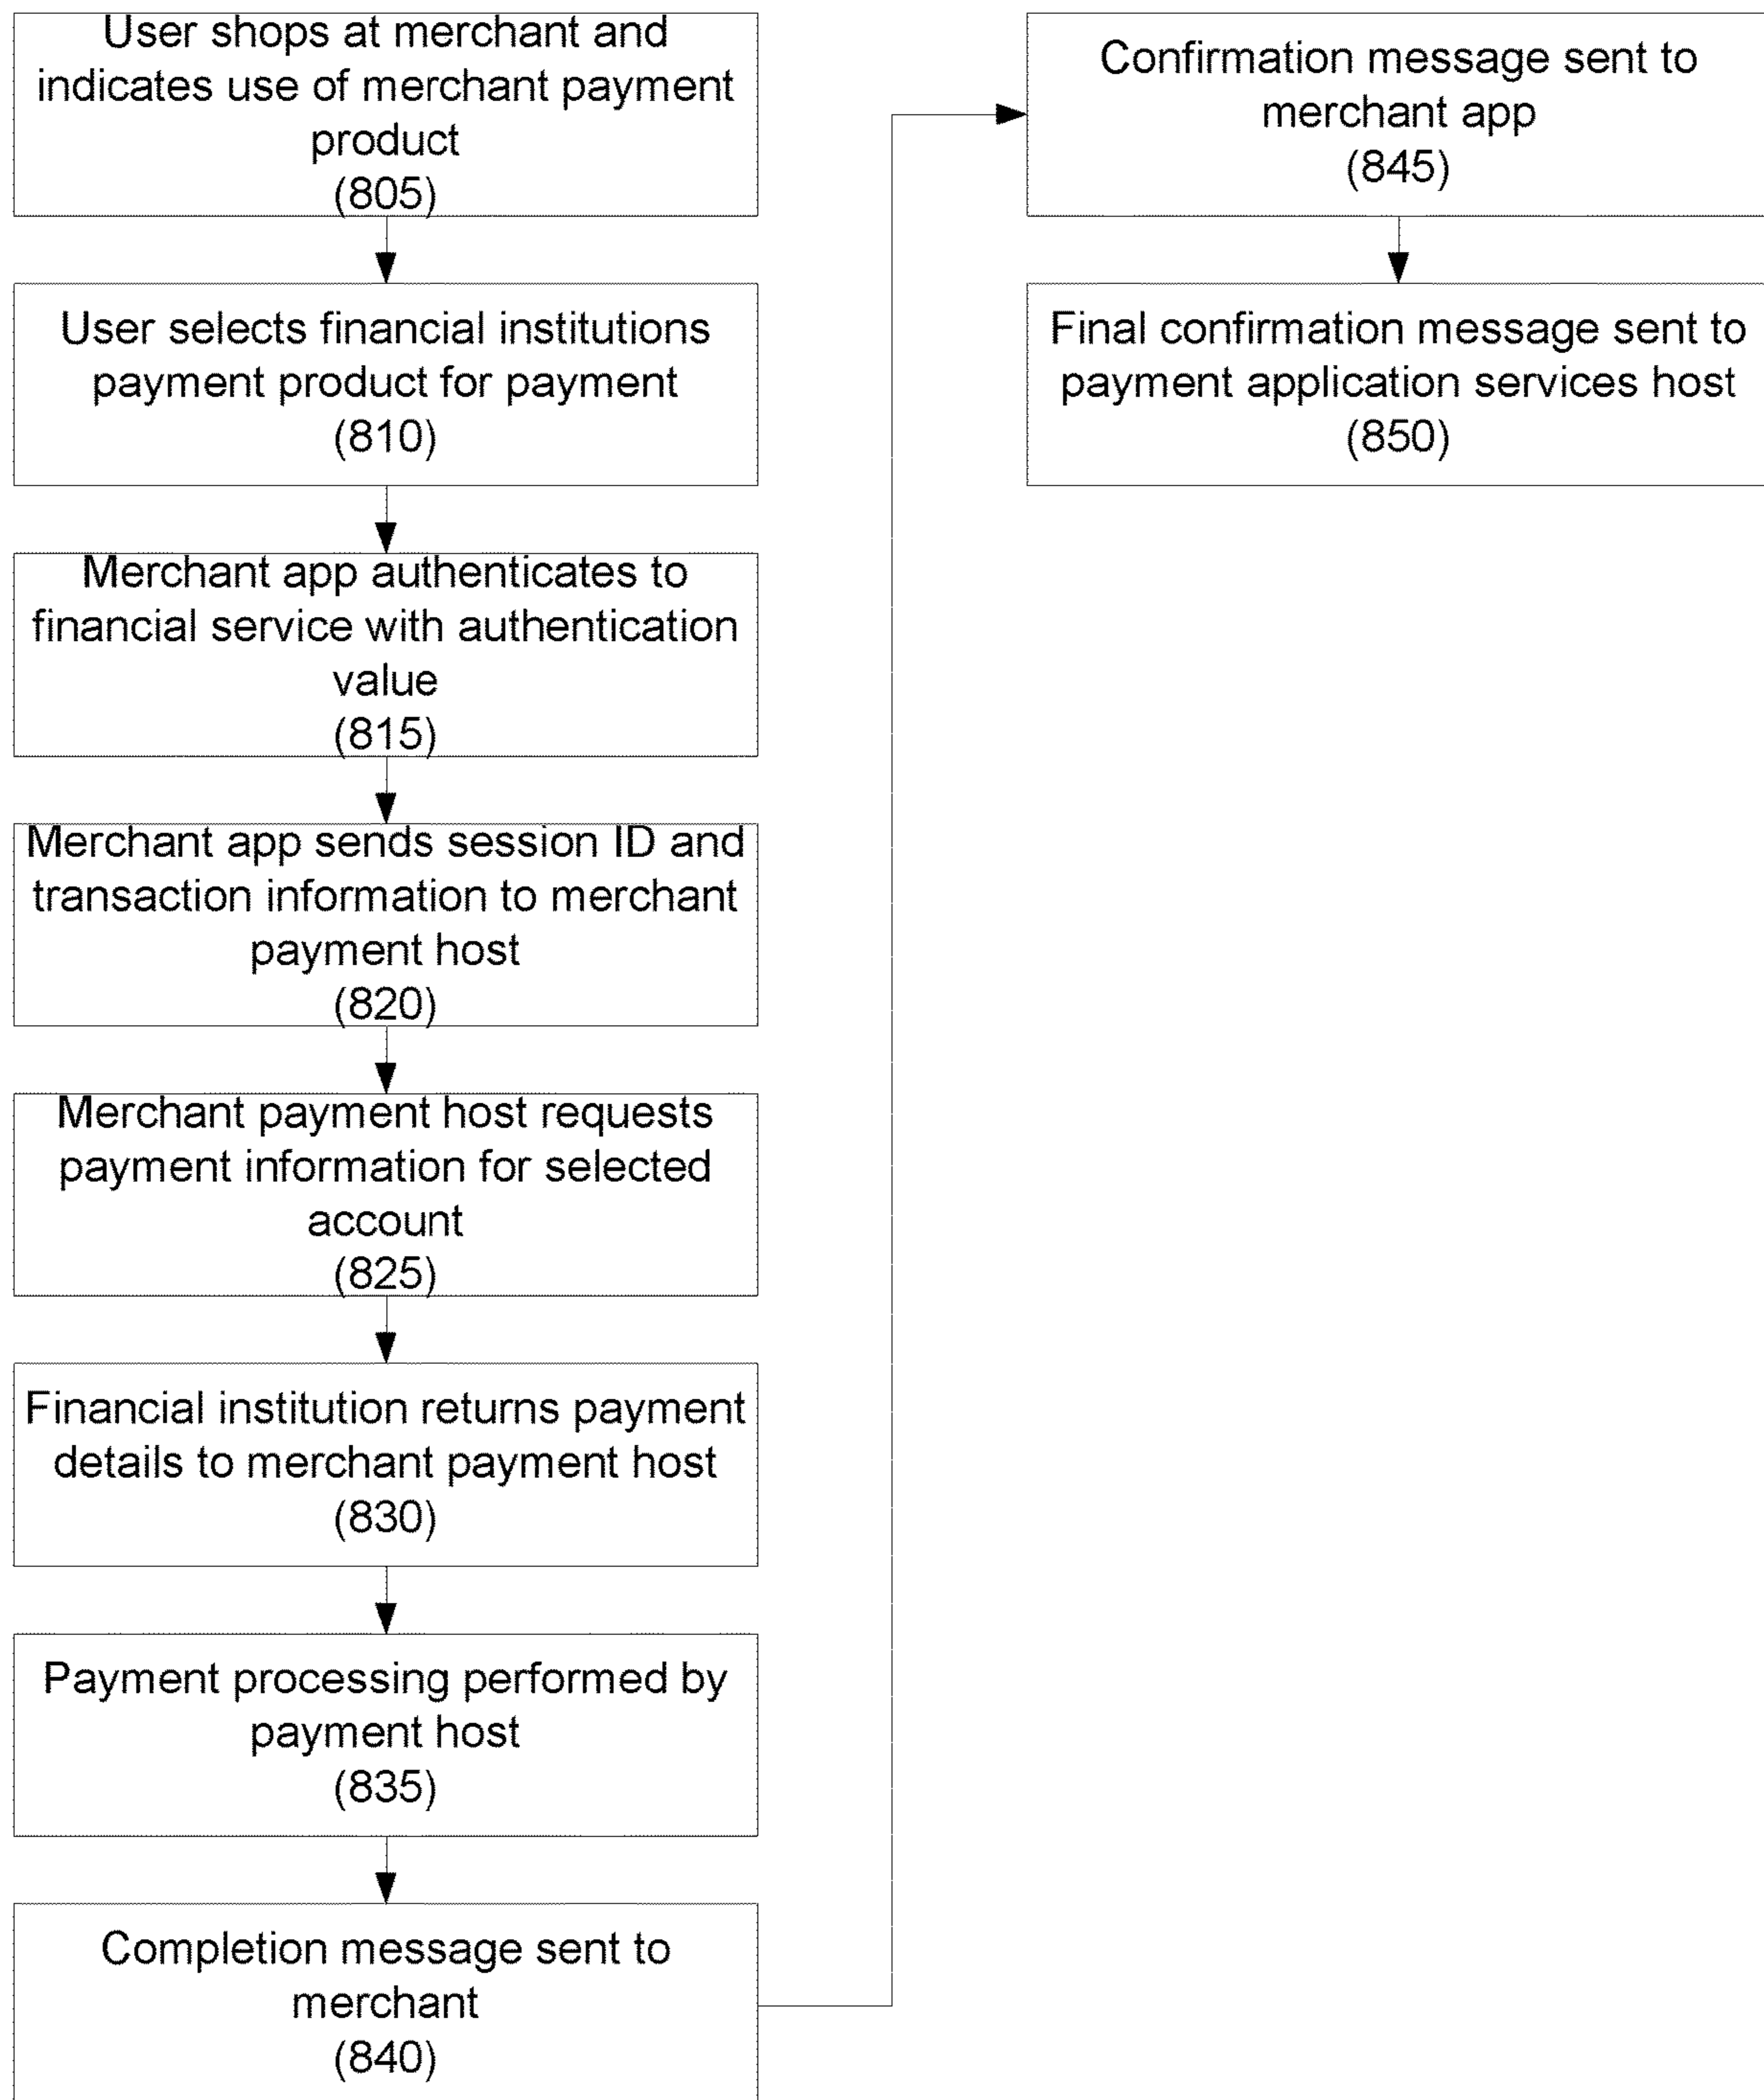 User shops at merchant and
indicates use of merchant payment
product
(805)
User selects financial institutions
payment product for payment
(810)
Merchant app authenticates to
financial service with authentication
value
(815)
Merchant app sends session ID and
transaction information to merchant
payment host
(820)
Merchant payment host requests
payment information for selected
account
(825)
Financial institution returns payment
details to merchant payment host
(830)
Payment processing performed by
payment host
(835)
Completion message sent to
merchant
(840)
Confirmation message sent to
merchant app
(845)
Final confirmation message sent to
payment application services host
(850)